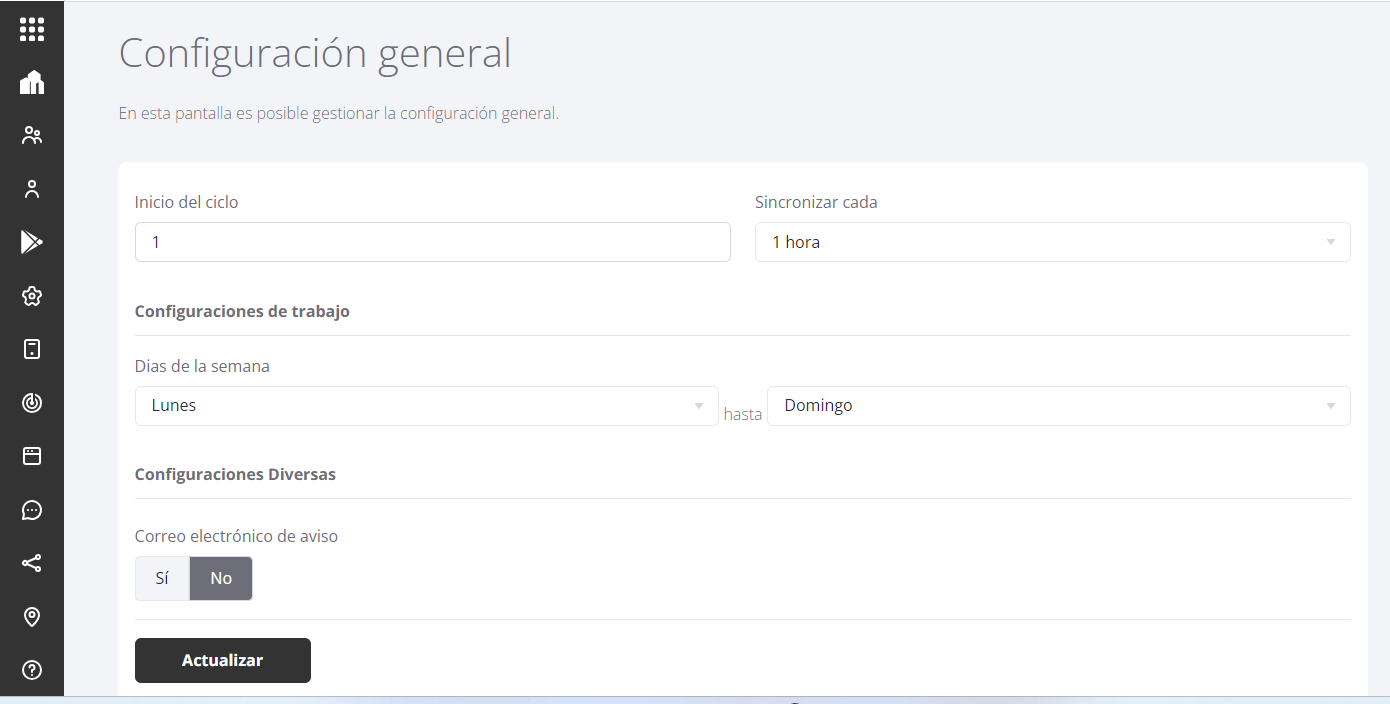 Configuración general
En esta pantalla es posible gestionar la configuración general.
Inicio del ciclo
Sincronizar cada
1
1 hora
Configuraciones de trabajo
Dias de la semana
Lunes
hasta
Domingo
Configuraciones Diversas
Correo electrónico de aviso
Sí
No
Actualizar